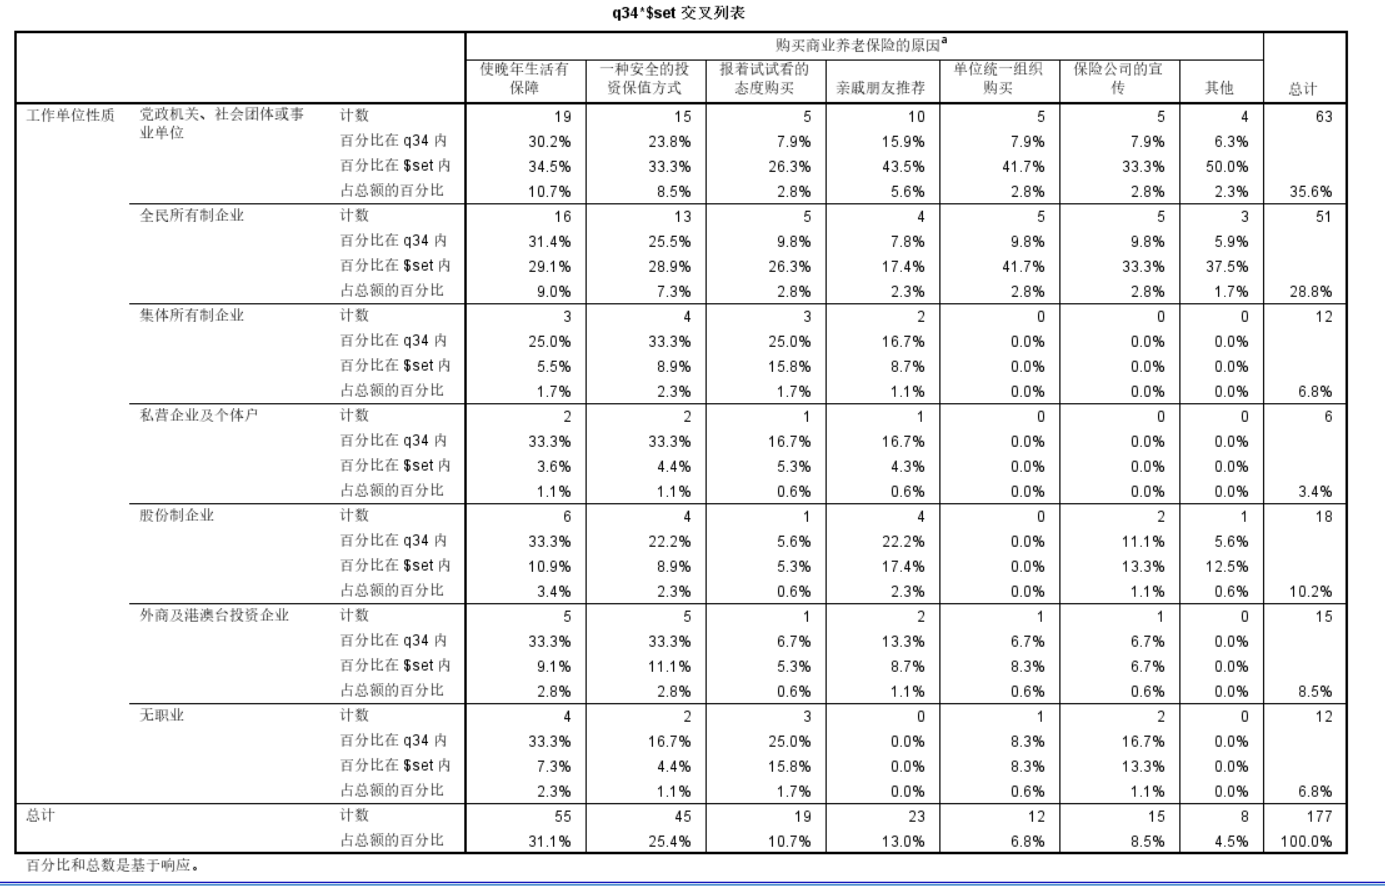 q34*$set 交叉列表
购买商业养老保险的原因a
使晚年生活有保障 一种安全的投资保值方式 报着试试看的态度购买 亲戚朋友推荐 单位统一组织购买 保险公司的宣传 其他 总计
工作单位性质 党政机关、社会团体或事业单位 计数 19 15 5 10 5 5 4 63
百分比在 q34 内 30.2% 23.8% 7.9% 15.9% 7.9% 7.9% 6.3%
百分比在 $set 内 34.5% 33.3% 26.3% 43.5% 41.7% 33.3% 50.0%
占总额的百分比 10.7% 8.5% 2.8% 5.6% 2.8% 2.8% 2.3% 35.6%
全民所有制企业 计数 16 13 5 4 5 5 3 51
百分比在 q34 内 31.4% 25.5% 9.8% 7.8% 9.8% 9.8% 5.9%
百分比在 $set 内 29.1% 28.9% 26.3% 17.4% 41.7% 33.3% 37.5%
占总额的百分比 9.0% 7.3% 2.8% 2.3% 2.8% 2.8% 1.7% 28.8%
集体所有制企业 计数 3 4 3 2 0 0 0 12
百分比在 q34 内 25.0% 33.3% 25.0% 16.7% 0.0% 0.0% 0.0%
百分比在 $set 内 5.5% 8.9% 15.8% 8.7% 0.0% 0.0% 0.0%
占总额的百分比 1.7% 2.3% 1.7% 1.1% 0.0% 0.0% 0.0% 6.8%
私营企业及个体户 计数 2 2 1 1 0 0 0 6
百分比在 q34 内 33.3% 33.3% 16.7% 16.7% 0.0% 0.0% 0.0%
百分比在 $set 内 3.6% 4.4% 5.3% 4.3% 0.0% 0.0% 0.0%
占总额的百分比 1.1% 1.1% 0.6% 0.6% 0.0% 0.0% 0.0% 3.4%
股份制企业 计数 6 4 1 4 0 2 1 18
百分比在 q34 内 33.3% 22.2% 5.6% 22.2% 0.0% 11.1% 5.6%
百分比在 $set 内 10.9% 8.9% 5.3% 17.4% 0.0% 13.3% 12.5%
占总额的百分比 3.4% 2.3% 0.6% 2.3% 0.0% 1.1% 0.6% 10.2%
外商及港澳台投资企业 计数 5 5 1 2 1 1 0 15
百分比在 q34 内 33.3% 33.3% 6.7% 13.3% 6.7% 6.7% 0.0%
百分比在 $set 内 9.1% 11.1% 5.3% 8.7% 8.3% 6.7% 0.0%
占总额的百分比 2.8% 2.8% 0.6% 1.1% 0.6% 0.6% 0.0% 8.5%
无职业 计数 4 2 3 0 1 2 0 12
百分比在 q34 内 33.3% 16.7% 25.0% 0.0% 8.3% 16.7% 0.0%
百分比在 $set 内 7.3% 4.4% 15.8% 0.0% 8.3% 13.3% 0.0%
占总额的百分比 2.3% 1.1% 1.7% 0.0% 0.6% 1.1% 0.0% 6.8%
总计 计数 55 45 19 23 12 15 8 177
占总额的百分比 31.1% 25.4% 10.7% 13.0% 6.8% 8.5% 4.5% 100.0%
百分比和总数是基于响应。